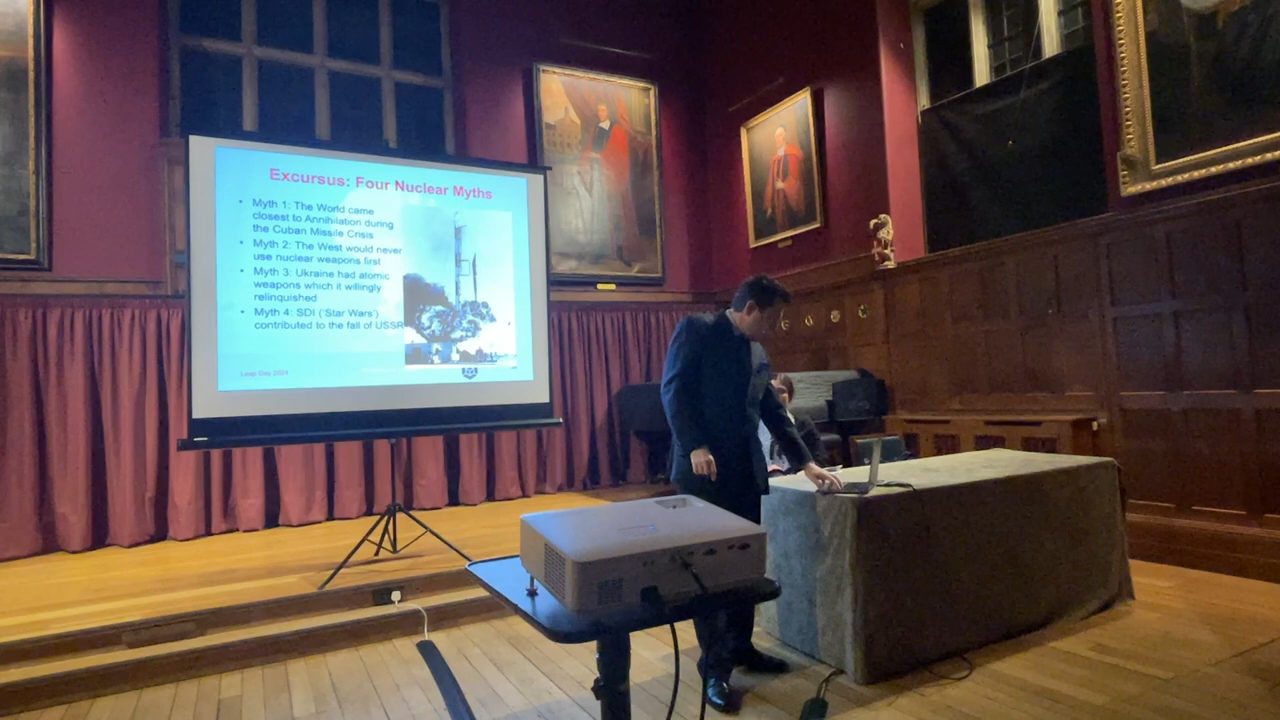 Excursus: Four Nuclear Myths
• Myth 1: The World came
closest to Annihilation during
the Cuban Missile Crisis
• Myth 2: The West would never
use nuclear weapons first
• Myth 3: Ukraine had atomic
weapons which it willingly
relinquished
• Myth 4: SDI ('Star Wars')
contributed to the fall of USSR
Leap Day 2024